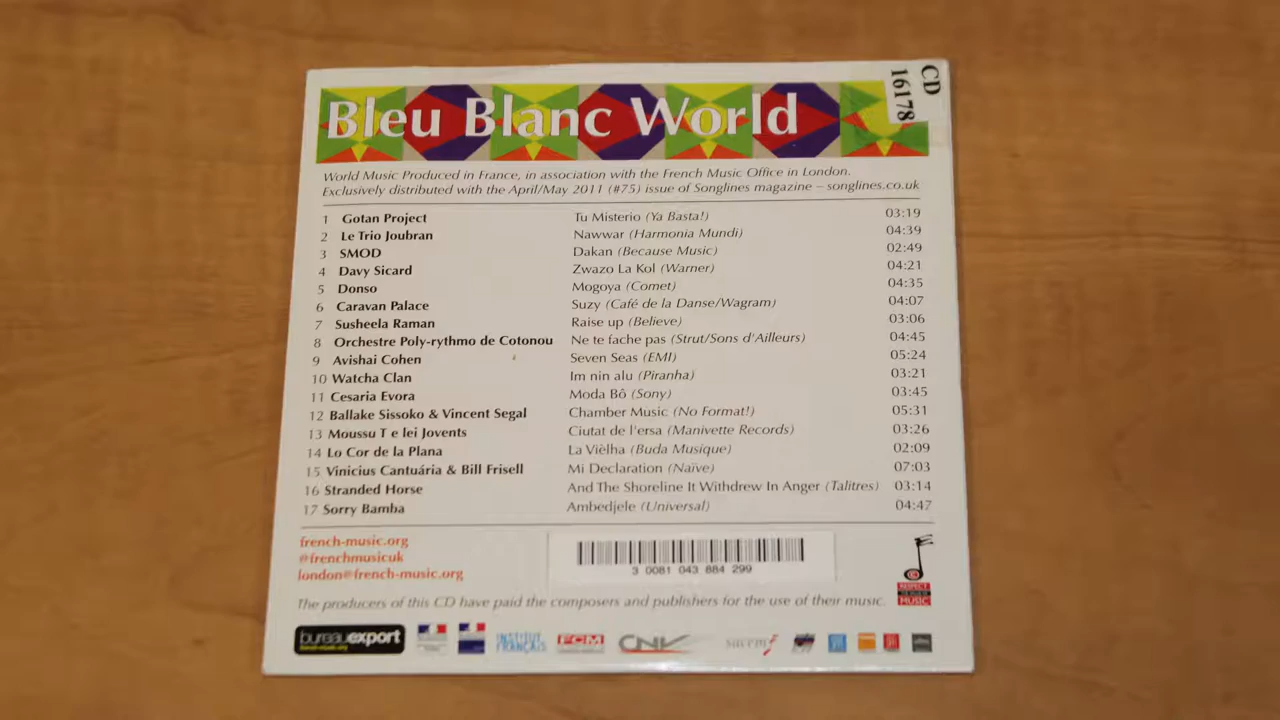 Bleu Blanc World
CD
16178
World Music Produced in France, in association with the French Music Office in London.
Exclusively distributed with the April/May 2011 (#75) issue of Songlines magazine – songlines.co.uk
1 Gotan Project Tu Misterio (Ya Basta!) 03:19
2 Le Trio Joubran Nawwar (Harmonia Mundi) 04:39
3 SMOD Dakan (Because Music) 02:49
4 Davy Sicard Zwazo La Kol (Warner) 04:21
5 Donso Mogoya (Comet) 04:35
6 Caravan Palace Suzy (Café de la Danse/Wagram) 04:07
7 Susheela Raman Raise up (Believe) 03:06
8 Orchestre Poly-rythmo de Cotonou Ne te fache pas (Strut/Sons d'Ailleurs) 04:45
9 Avishai Cohen Seven Seas (EMI) 05:24
10 Watcha Clan Im nin alu (Piranha) 03:21
11 Cesaria Evora Moda Bô (Sony) 03:45
12 Ballake Sissoko & Vincent Segal Chamber Music (No Format!) 05:31
13 Moussu T e lei Jovents Ciutat de l'ersa (Manivette Records) 03:26
14 Lo Cor de la Plana La Vièlha (Buda Musique) 02:09
15 Vinicius Cantuária & Bill Frisell Mi Declaration (Naïve) 07:03
16 Stranded Horse And The Shoreline It Withdrew In Anger (Talitres) 03:14
17 Sorry Bamba Ambedjele (Universal) 04:47
french-music.org
@frenchmusicuk
london@french-music.org
3 0081 043 884 299
RESPECT
MUSIC
The producers of this CD have paid the composers and publishers for the use of their music.
bureauexport
french-music.org
INSTITUT
FRANÇAIS
FCM
CNV
sacem